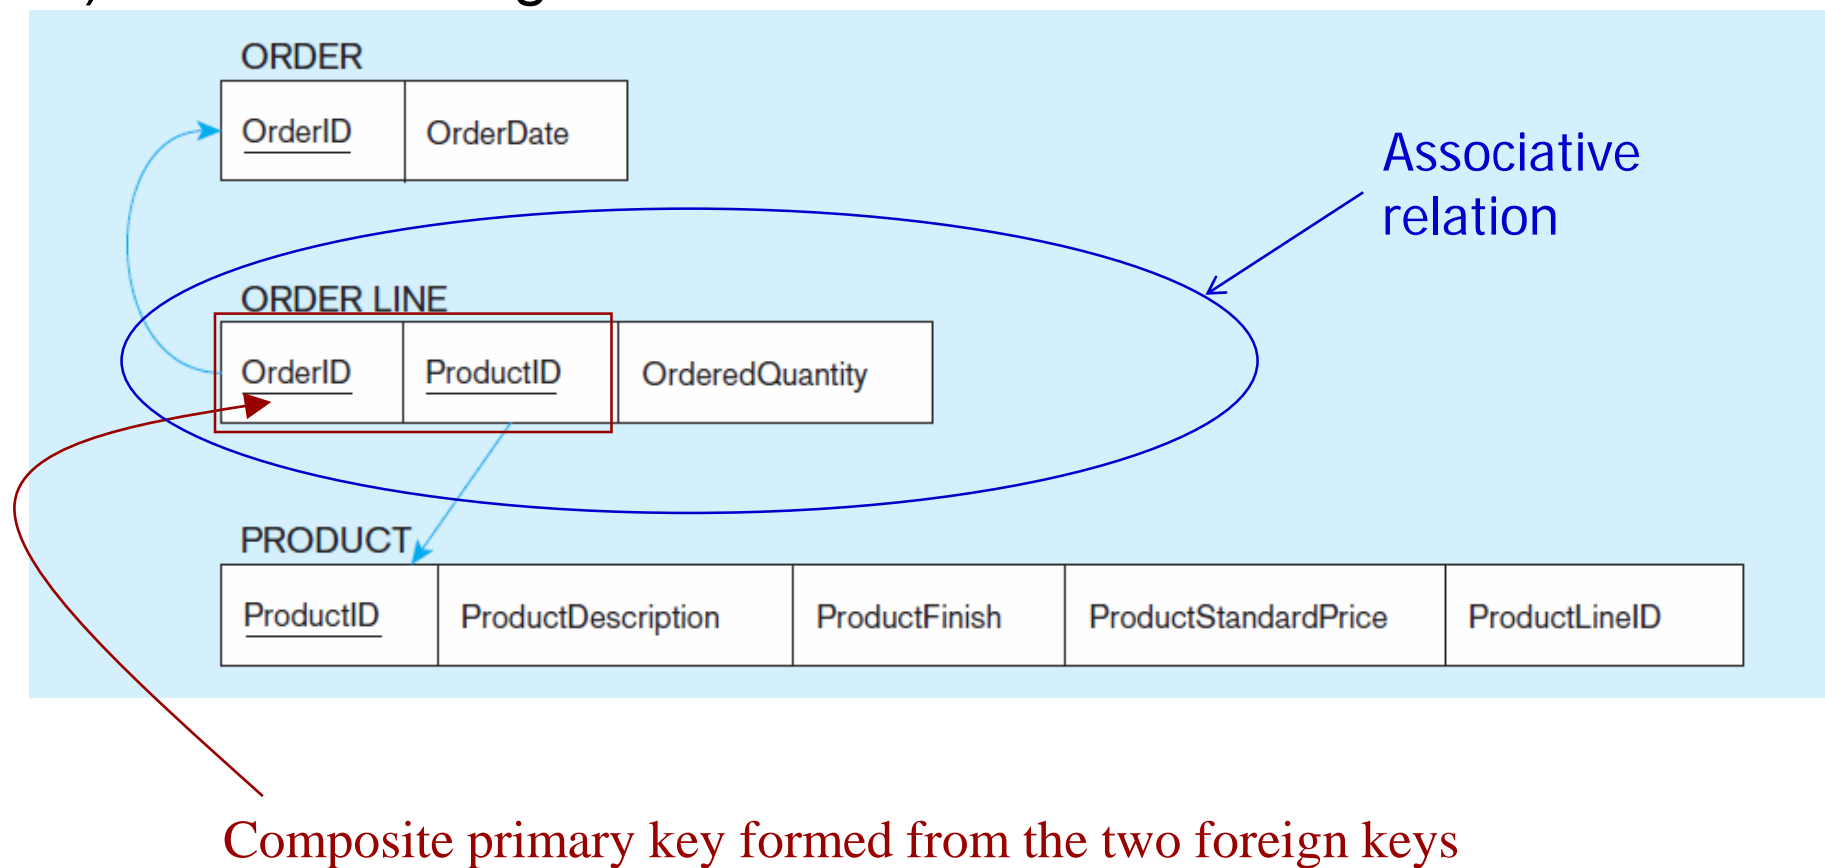 ORDER
OrderID OrderDate
Associative
relation
ORDER LINE
OrderID ProductID OrderedQuantity
PRODUCT
ProductID ProductDescription ProductFinish ProductStandardPrice ProductLineID
Composite primary key formed from the two foreign keys